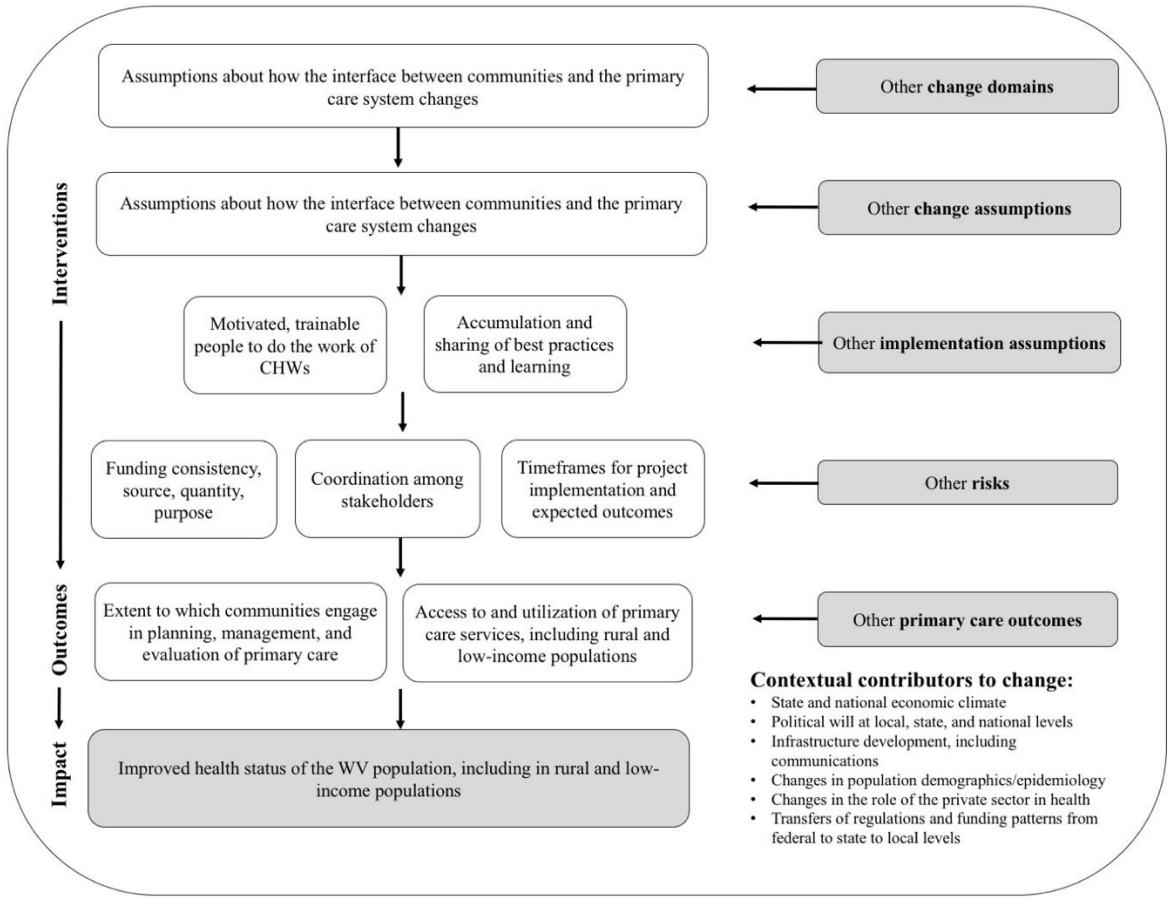 Assumptions about how the interface between communities and the primary
care system changes
Other change domains
Assumptions about how the interface between communities and the primary
care system changes
Other change assumptions
Interventions
Motivated, trainable
people to do the work of
CHWs
Accumulation and
sharing of best practices
and learning
Other implementation assumptions
Funding consistency,
source, quantity,
purpose
Coordination among
stakeholders
Timeframes for project
implementation and
expected outcomes
Other risks
Outcomes
Extent to which communities engage
in planning, management, and
evaluation of primary care
Access to and utilization of primary
care services, including rural and
low-income populations
Other primary care outcomes
Impact
Improved health status of the WV population, including in rural and low-
income populations
Contextual contributors to change:
• State and national economic climate
• Political will at local, state, and national levels
• Infrastructure development, including
communications
• Changes in population demographics/epidemiology
• Changes in the role of the private sector in health
• Transfers of regulations and funding patterns from
federal to state to local levels